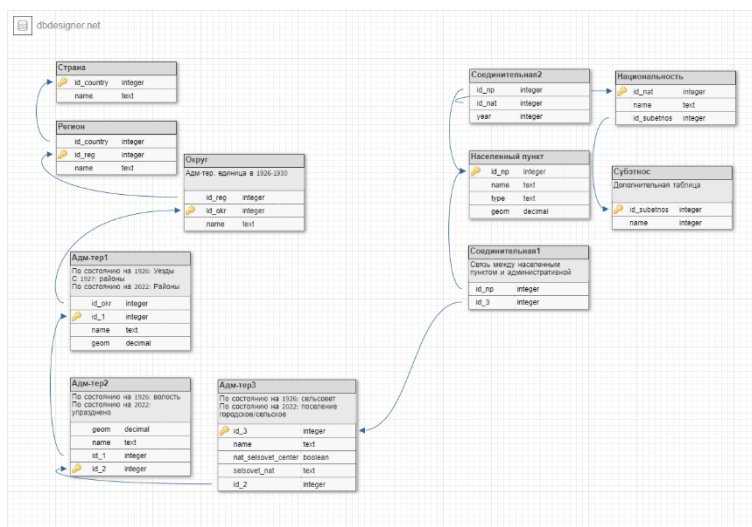 dbdesigner.net
Страна
id_country integer
name text
Регион
id_country integer
id_reg integer
name text
Округ
Адм-тер. единица в 1926-1930
id_reg integer
id_okr integer
name text
Адм-тер1
По состоянию на 1926: Уезды
С 1927: районы
По состоянию на 2022: Районы
id_okr integer
id_1 integer
name text
geom decimal
Адм-тер2
По состоянию на 1926: волость
По состоянию на 2022:
упразднено
geom decimal
name text
id_1 integer
id_2 integer
Адм-тер3
По состоянию на 1926: сельсовет
По состоянию на 2022: поселение
городское/сельское
id_3 integer
name text
nat_selsovet_center boolean
selsovet_nat text
id_2 integer
Соединительная2
id_np integer
id_nat integer
year integer
Населенный пункт
id_np integer
name text
type text
geom decimal
Соединительная1
Связь между населенным
пунктом и административной
id_np integer
id_3 integer
Национальность
id_nat integer
name text
id_subetnos integer
Субэтнос
Дополнительная таблица
id_subetnos integer
name integer